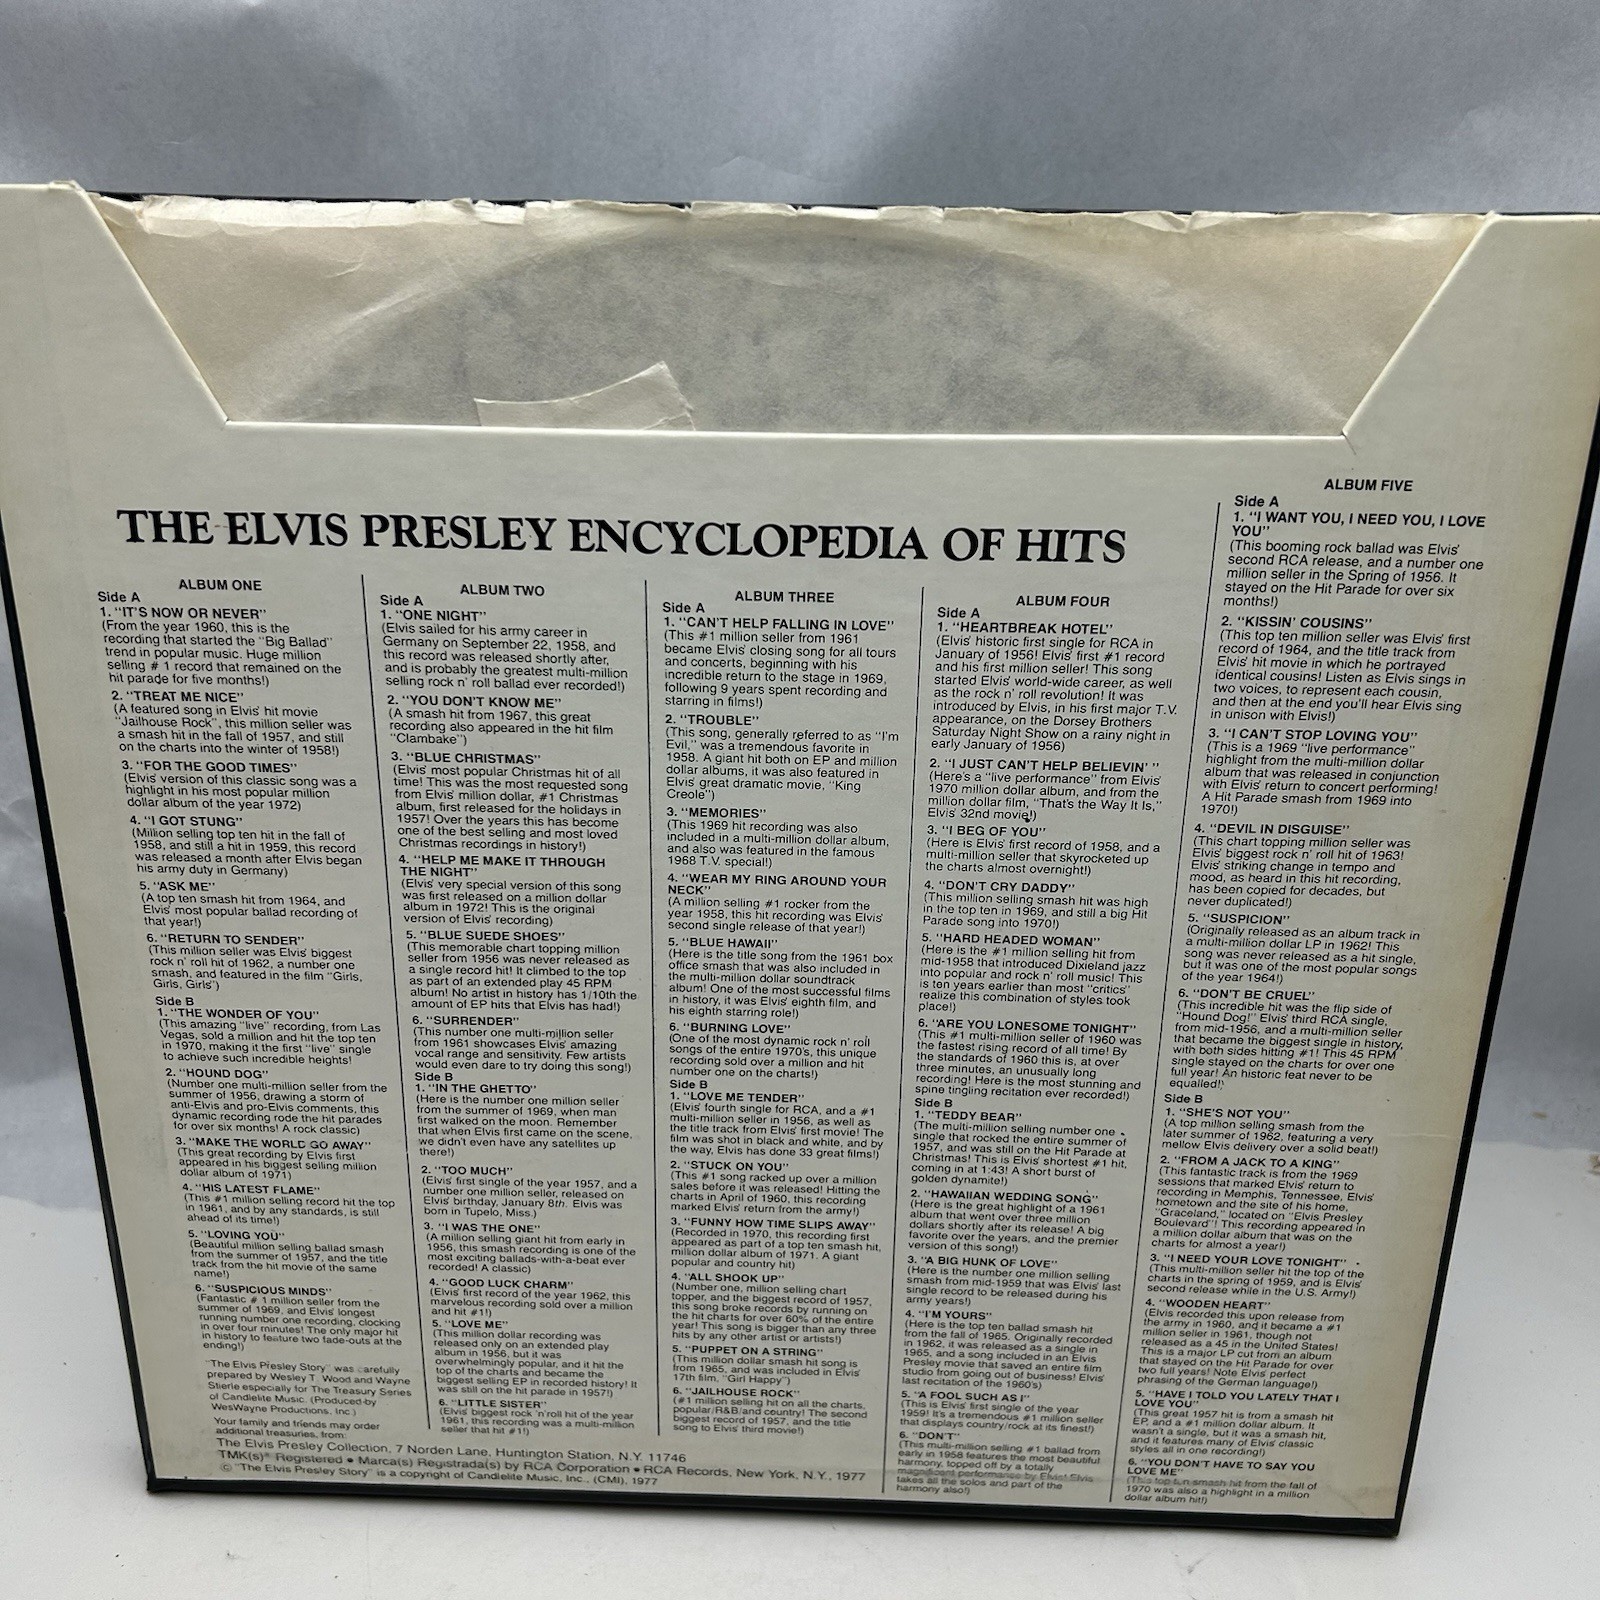 THE ELVIS PRESLEY ENCYCLOPEDIA OF HITS
ALBUM ONE
Side A
1. "IT'S NOW OR NEVER"
(From the year 1960, this is the
recording that started the "Big Ballad"
trend in popular music. Huge million
selling # 1 record that remained on the
hit parade for five months!)
2. "TREAT ME NICE"
(A featured song in Elvis' hit movie
"Jailhouse Rock", this million seller was
a smash hit in the fall of 1957, and still
on the charts into the winter of 1958!)
3. "FOR THE GOOD TIMES"
(Elvis' version of this classic song was a
highlight in his most popular million
dollar album of the year 1972)
4. "I GOT STUNG"
(Million selling top ten hit in the fall of
1958, and still a hit in 1959, this record
was released a month after Elvis began
his army duty in Germany)
5. "ASK ME"
(A top ten smash hit from 1964, and
Elvis' most popular ballad recording of
that year!)
6. "RETURN TO SENDER"
(This million seller was Elvis' biggest
rock n' roll hit of 1962, a number one
smash, and featured in the film "Girls,
Girls, Girls")
Side B
1. "THE WONDER OF YOU"
(This amazing "live" recording, from Las
Vegas, sold a million and hit the top ten
in 1970, making it the first "live" single
to achieve such incredible heights!
2. "HOUND DOG"
(Number one multi-million seller from the
summer of 1956, drawing a storm of
anti-Elvis and pro-Elvis comments, this
dynamic recording rode the hit parades
for over six months! A rock classic)
3. "MAKE THE WORLD GO AWAY"
(This great recording by Elvis first
appeared in his biggest selling million
dollar album of 1971)
4. "HIS LATEST FLAME"
(This #1 million selling record hit the top
in 1961, and by any standards, is still
ahead of its time!)
5. "LOVING YOU"
(Beautiful million selling ballad smash
from the summer of 1957, and the title
track from the hit movie of the same
name!)
6. "SUSPICIOUS MINDS"
(Fantastic # 1 million seller from the
summer of 1969, and Elvis' longest
running number one recording, clocking
in over four minutes! The only major hit
in history to feature two fade-outs at the
ending!)
"The Elvis Presley Story" was carefully
prepared by Wesley T. Wood and Wayne
Stierle especially for The Treasury Series
of Candlelite Music. (Produced by
WesWayne Productions, Inc.)
Your family and friends may order
additional treasuries, from:
The Elvis Presley Collection, 7 Norden Lane, Huntington Station, N.Y. 11746
TMK(s)® Registered • Marca(s) Registrada(s) by RCA Corporation • RCA Records, New York, N.Y., 1977
© "The Elvis Presley Story" is a copyright of Candlelite Music, Inc., (CMI), 1977
ALBUM TWO
Side A
1. "ONE NIGHT"
(Elvis sailed for his army career in
Germany on September 22, 1958, and
this record was released shortly after,
and is probably the greatest multi-million
selling rock n' roll ballad ever recorded!)
2. "YOU DON'T KNOW ME"
(A smash hit from 1967, this great
recording also appeared in the hit film
"Clambake")
3. "BLUE CHRISTMAS"
(Elvis' most popular Christmas hit of all
time! This was the most requested song
from Elvis' million dollar, #1 Christmas
album, first released for the holidays in
1957! Over the years this has become
one of the best selling and most loved
Christmas recordings in history!)
4. "HELP ME MAKE IT THROUGH
THE NIGHT"
(Elvis' very special version of this song
was first released on a million dollar
album in 1972! This is the original
version of Elvis' recording)
5. "BLUE SUEDE SHOES"
(This memorable chart topping million
seller from 1956 was never released as
a single record hit! It climbed to the top
as part of an extended play 45 RPM
album! No artist in history has 1/10th the
amount of EP hits that Elvis has had!)
6. "SURRENDER"
(This number one multi-million seller
from 1961 showcases Elvis' amazing
vocal range and sensitivity. Few artists
would even dare to try doing this song!)
Side B
1. "IN THE GHETTO"
(Here is the number one million seller
from the summer of 1969, when man
first walked on the moon. Remember
that when Elvis first came on the scene,
we didn't even have any satellites up
there!)
2. "TOO MUCH"
(Elvis' first single of the year 1957, and a
number one million seller, released on
Elvis' birthday, January 8th. Elvis was
born in Tupelo, Miss.)
3. "I WAS THE ONE"
(A million selling giant hit from early in
1956, this smash recording is one of the
most exciting ballads-with-a-beat ever
recorded! A classic)
4. "GOOD LUCK CHARM"
(Elvis' first record of the year 1962, this
marvelous recording sold over a million
and hit #1!)
5. "LOVE ME"
(This million dollar recording was
released only on an extended play
album in 1956, but it was
overwhelmingly popular, and it hit the
top of the charts and became the
biggest selling EP in recorded history! It
was still on the hit parade in 1957!)
6. "LITTLE SISTER"
(Elvis' biggest rock 'n'roll hit of the year
1961, this recording was a multi-million
seller that hit #1!)
ALBUM THREE
Side A
1. "CAN'T HELP FALLING IN LOVE"
(This #1 million seller from 1961
became Elvis' closing song for all tours
and concerts, beginning with his
incredible return to the stage in 1969,
following 9 years spent recording and
starring in films!)
2. "TROUBLE"
(This song, generally referred to as "I'm
Evil," was a tremendous favorite in
1958. A giant hit both on EP and million
dollar albums, it was also featured in
Elvis' great dramatic movie, "King
Creole")
3. "MEMORIES"
(This 1969 hit recording was also
included in a multi-million dollar album,
and also was featured in the famous
1968 T.V. special!)
4. "WEAR MY RING AROUND YOUR
NECK"
(A million selling #1 rocker from the
year 1958, this hit recording was Elvis'
second single release of that year!)
5. "BLUE HAWAII"
(Here is the title song from the 1961 box
office smash that was also included in
the multi-million dollar soundtrack
album! One of the most successful films
in history, it was Elvis' eighth film, and
his eighth starring role!)
6. "BURNING LOVE"
(One of the most dynamic rock n' roll
songs of the entire 1970's, this unique
recording sold over a million and hit
number one on the charts!)
Side B
1. "LOVE ME TENDER"
(Elvis' fourth single for RCA, and a #1
multi-million seller in 1956, as well as
the title track from Elvis' first movie! The
film was shot in black and white, and by
the way, Elvis has done 33 great films!)
2. "STUCK ON YOU"
(This #1 song racked up over a million
sales before it was released! Hitting the
charts in April of 1960, this recording
marked Elvis' return from the army!)
3. "FUNNY HOW TIME SLIPS AWAY"
(Recorded in 1970, this recording first
appeared as part of a top ten smash hit,
million dollar album of 1971. A giant
popular and country hit)
4. "ALL SHOOK UP"
(Number one, million selling chart
topper, and the biggest record of 1957,
this song broke records by running on
the hit charts for over 60% of the entire
year! This song is bigger than any three
hits by any other artist or artists!)
5. "PUPPET ON A STRING"
(This million dollar smash hit song is
from 1965, and was included in Elvis'
17th film, "Girl Happy")
6. "JAILHOUSE ROCK"
(#1 million selling hit on all the charts,
popular/R&B/and country! The second
biggest record of 1957, and the title
song to Elvis' third movie!)
ALBUM FOUR
Side A
1. "HEARTBREAK HOTEL"
(Elvis' historic first single for RCA in
January of 1956! Elvis' first #1 record
and his first million seller! This song
started Elvis' world-wide career, as well
as the rock n' roll revolution! It was
introduced by Elvis, in his first major T.V.
appearance, on the Dorsey Brothers
Saturday Night Show on a rainy night in
early January of 1956)
2. "I JUST CAN'T HELP BELIEVIN' "
(Here's a "live performance" from Elvis'
1970 million dollar album, and from the
million dollar film, "That's the Way It Is,"
Elvis' 32nd movie!)
3. "I BEG OF YOU"
(Here is Elvis' first record of 1958, and a
multi-million seller that skyrocketed up
the charts almost overnight!)
4. "DON'T CRY DADDY"
(This million selling smash hit was high
in the top ten in 1969, and still a big Hit
Parade song into 1970!)
5. "HARD HEADED WOMAN"
(Here is the #1 million selling hit from
mid-1958 that introduced Dixieland jazz
into popular and rock n' roll music! This
is ten years earlier than most "critics"
realize this combination of styles took
place!)
6. "ARE YOU LONESOME TONIGHT"
(This #1 multi-million seller of 1960 was
the fastest rising record of all time! By
the standards of 1960 this is, at over
three minutes, an unusually long
recording! Here is the most stunning and
spine tingling recitation ever recorded!)
Side B
1. "TEDDY BEAR"
(The multi-million selling number one
single that rocked the entire summer of
1957, and was still on the Hit Parade at
Christmas! This is Elvis' shortest #1 hit,
coming in at 1:43! A short burst of
golden dynamite!)
2. "HAWAIIAN WEDDING SONG"
(Here is the great highlight of a 1961
album that went over three million
dollars shortly after its release! A big
favorite over the years, and the premier
version of this song!)
3. "A BIG HUNK OF LOVE"
(Here is the number one million selling
smash from mid-1959 that was Elvis' last
single record to be released during his
army years!)
4. "I'M YOURS"
(Here is the top ten ballad smash hit
from the fall of 1965. Originally recorded
in 1962, it was released as a single in
1965, and a song included in an Elvis
Presley movie that saved an entire film
studio from going out of business! Elvis'
last recitation of the 1960's)
5. "A FOOL SUCH AS I"
(This is Elvis' first single of the year
1959! It's a tremendous #1 million seller
that displays country/rock at its finest!)
6. "DON'T"
(This multi-million selling #1 ballad from
early in 1958 features the most beautiful
harmony, topped off by a totally
magnificent performance by Elvis! Elvis
takes all the solos and part of the
harmony also!)
ALBUM FIVE
Side A
1. "I WANT YOU, I NEED YOU, I LOVE
YOU"
(This booming rock ballad was Elvis'
second RCA release, and a number one
million seller in the Spring of 1956. It
stayed on the Hit Parade for over six
months!)
2. "KISSIN' COUSINS"
(This top ten million seller was Elvis' first
record of 1964, and the title track from
Elvis' hit movie in which he portrayed
identical cousins! Listen as Elvis sings in
two voices, to represent each cousin,
and then at the end you'll hear Elvis sing
in unison with Elvis!)
3. "I CAN'T STOP LOVING YOU"
(This is a 1969 "live performance"
highlight from the multi-million dollar
album that was released in conjunction
with Elvis' return to concert performing!
A Hit Parade smash from 1969 into
1970!)
4. "DEVIL IN DISGUISE"
(This chart topping million seller was
Elvis' biggest rock n' roll hit of 1963!
Elvis' striking change in tempo and
mood, as heard in this hit recording,
has been copied for decades, but
never duplicated!)
5. "SUSPICION"
(Originally released as an album track in
a multi-million dollar LP in 1962! This
song was never released as a hit single,
but it was one of the most popular songs
of the year 1964!)
6. "DON'T BE CRUEL"
(This incredible hit was the flip side of
"Hound Dog!" Elvis' third RCA single,
from mid-1956, and a multi-million seller
that became the biggest single in history,
with both sides hitting #1! This 45 RPM
single stayed on the charts for over one
full year! An historic feat never to be
equalled!)
Side B
1. "SHE'S NOT YOU"
(A top million selling smash from the
later summer of 1962, featuring a very
mellow Elvis delivery over a solid beat!)
2. "FROM A JACK TO A KING"
(This fantastic track is from the 1969
sessions that marked Elvis' return to
recording in Memphis, Tennessee, Elvis'
hometown and the site of his home,
"Graceland," located on "Elvis Presley
Boulevard"! This recording appeared in
a million dollar album that was on the
charts for almost a year!)
3. "I NEED YOUR LOVE TONIGHT"
(This multi-million seller hit the top of the
charts in the spring of 1959, and is Elvis'
second release while in the U.S. Army!)
4. "WOODEN HEART"
(Elvis recorded this upon release from
the army in 1960, and it became a #1
million seller in 1961, though not
released as a 45 in the United States!
This is a major LP cut from an album
that stayed on the Hit Parade for over
two full years! Note Elvis' perfect
phrasing of the German language!)
5. "HAVE I TOLD YOU LATELY THAT I
LOVE YOU"
(This great 1957 hit is from a smash hit
EP, and a #1 million dollar album. It
wasn't a single, but it was a smash hit,
and it features many of Elvis' classic
styles all in one recording!)
6. "YOU DON'T HAVE TO SAY YOU
LOVE ME"
(This top ten smash hit from the fall of
1970 was also a highlight in a million
dollar album hit!)